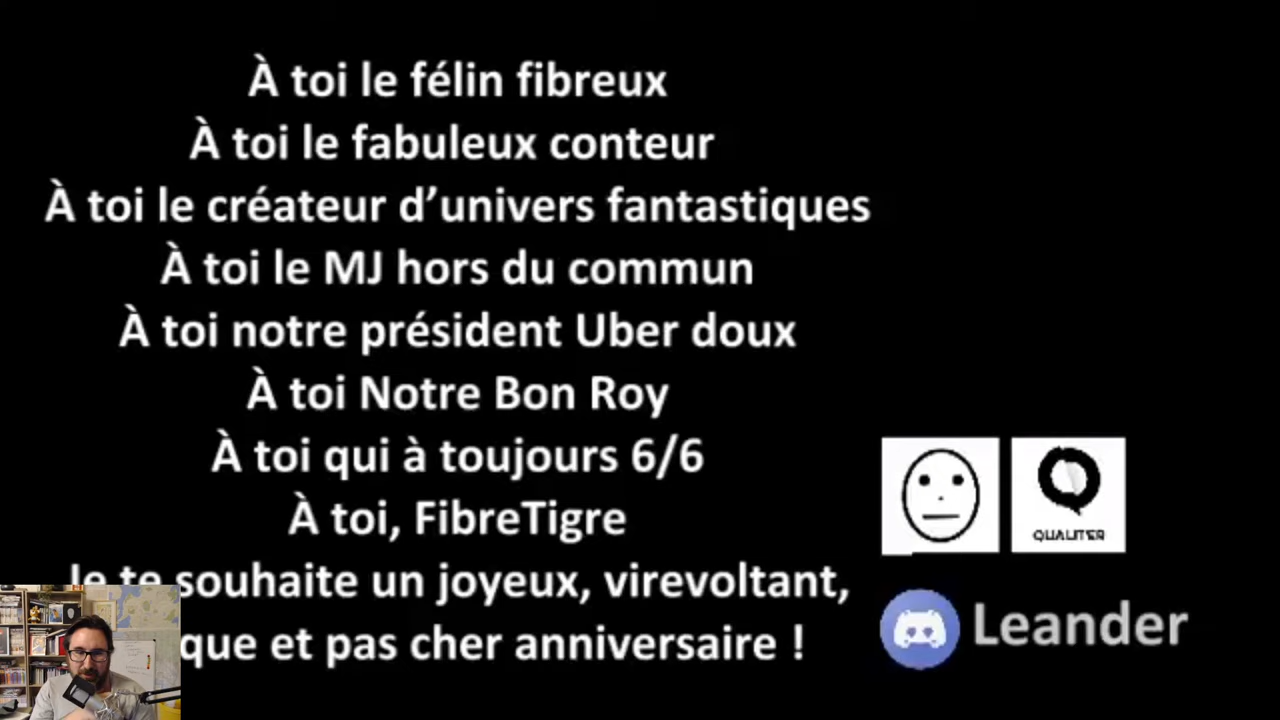 À toi le félin fibreux
À toi le fabuleux conteur
À toi le créateur d’univers fantastiques
À toi le MJ hors du commun
À toi notre président Uber doux
À toi Notre Bon Roy
À toi qui à toujours 6/6
À toi, FibreTigre
Je te souhaite un joyeux, virevoltant,
et pas cher anniversaire !
QUALITER
Leander